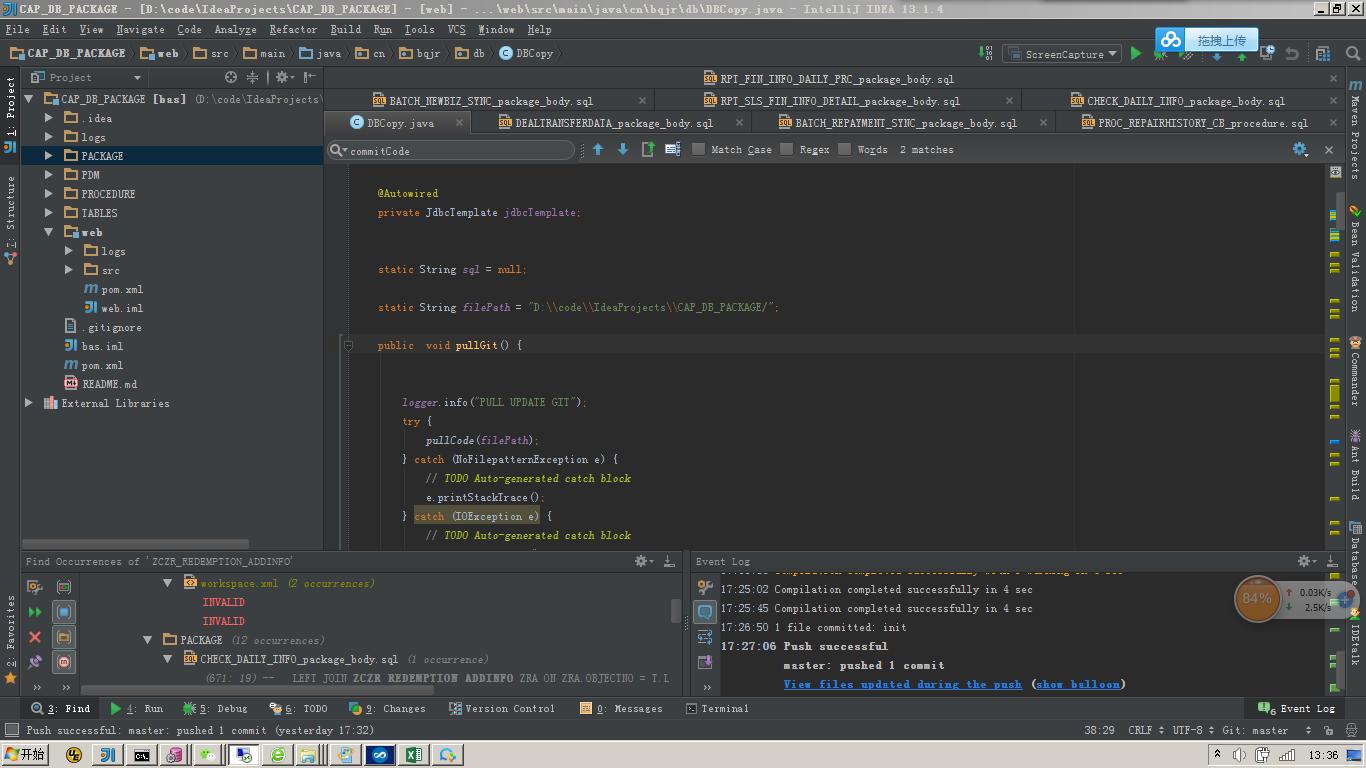 CAP_DB_PACKAGE - [D:\code\IdeaProjects\CAP_DB_PACKAGE] - [web] - ...\web\src\main\java\cn\bqjr\db\DBCopy.java - IntelliJ IDEA 13.1.4
File Edit View Navigate Code Analyze Refactor Build Run Tools VCS Window Help
拖拽上传
CAP_DB_PACKAGE web src main java cn bqjr db DBCopy
ScreenCapture
Project
CAP_DB_PACKAGE [bas] (D:\code\IdeaProjects\
.idea
logs
PACKAGE
PDM
PROCEDURE
TABLES
web
logs
src
pom.xml
web.iml
.gitignore
bas.iml
pom.xml
README.md
External Libraries
1: Project
7: Structure
2: Favorites
RPT_FIN_INFO_DAILY_PRC_package_body.sql
BATCH_NEWBIZ_SYNC_package_body.sql RPT_SLS_FIN_INFO_DETAIL_package_body.sql CHECK_DAILY_INFO_package_body.sql
DBCopy.java DEALTRANSFERDATA_package_body.sql BATCH_REPAYMENT_SYNC_package_body.sql PROC_REPAIRHISTORY_CB_procedure.sql
commitCode Match Case Regex Words 2 matches
@Autowired
private JdbcTemplate jdbcTemplate;
static String sql = null;
static String filePath = "D:\\code\\IdeaProjects\\CAP_DB_PACKAGE/";
public void pullGit() {
logger.info("PULL UPDATE GIT");
try {
pullCode(filePath);
} catch (NoFilepatternException e) {
// TODO Auto-generated catch block
e.printStackTrace();
} catch (IOException e) {
// TODO Auto-generated catch block
Maven Projects
Bean Validation
Commander
Ant Build
Database
IDEtalk
Find Occurrences of 'ZCZR_REDEMPTION_ADDINFO'
workspace.xml (2 occurrences)
INVALID
INVALID
PACKAGE (12 occurrences)
CHECK_DAILY_INFO_package_body.sql (1 occurrence)
(671: 19) -- LEFT JOIN ZCZR_REDEMPTION_ADDINFO ZRA ON ZRA.OBJECTNO = T.L
Event Log
17:25:02 Compilation completed successfully in 4 sec
17:25:45 Compilation completed successfully in 4 sec
17:26:50 1 file committed: init
17:27:06 Push successful
master: pushed 1 commit
View files updated during the push (show balloon)
84%
0.03K/s
2.5K/s
3: Find 4: Run 5: Debug 6: TODO 9: Changes Version Control 0: Messages Terminal 6 Event Log
Push successful: master: pushed 1 commit (yesterday 17:32) 38:29 CRLF UTF-8 Git: master
开始 13:36